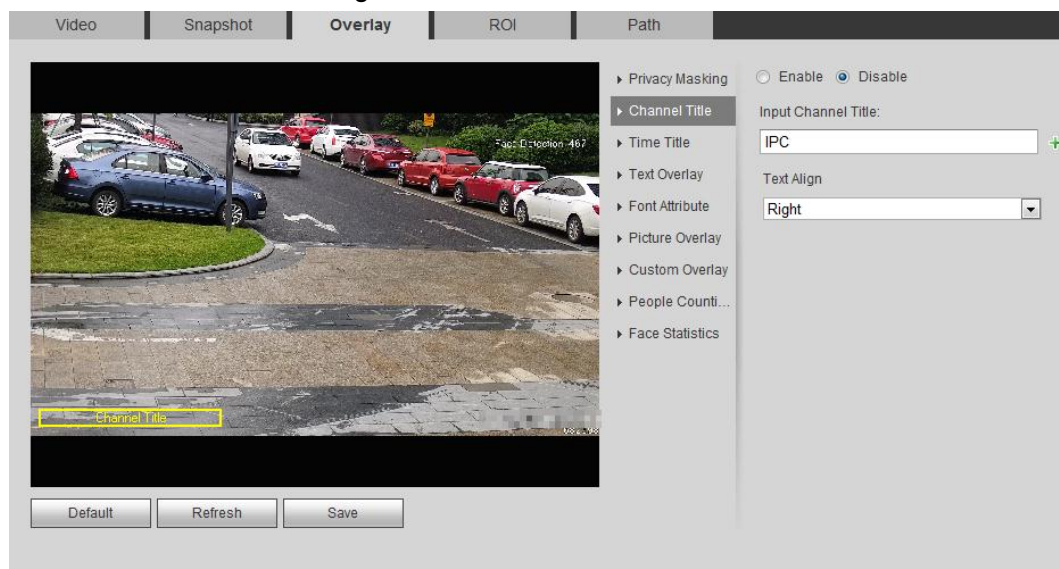 Video Snapshot Overlay ROI Path
Privacy Masking
Channel Title
Time Title
Text Overlay
Font Attribute
Picture Overlay
Custom Overlay
People Counti...
Face Statistics
Enable Disable
Input Channel Title:
IPC
Text Align
Right
Face Detection 467
Channel Title
Default Refresh Save